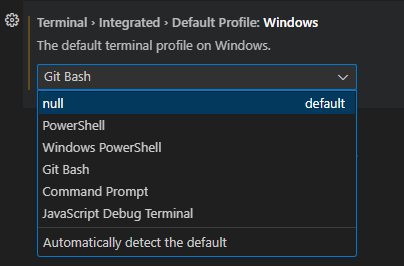 Terminal › Integrated › Default Profile: Windows
The default terminal profile on Windows.
Git Bash
null default
PowerShell
Windows PowerShell
Git Bash
Command Prompt
JavaScript Debug Terminal
Automatically detect the default